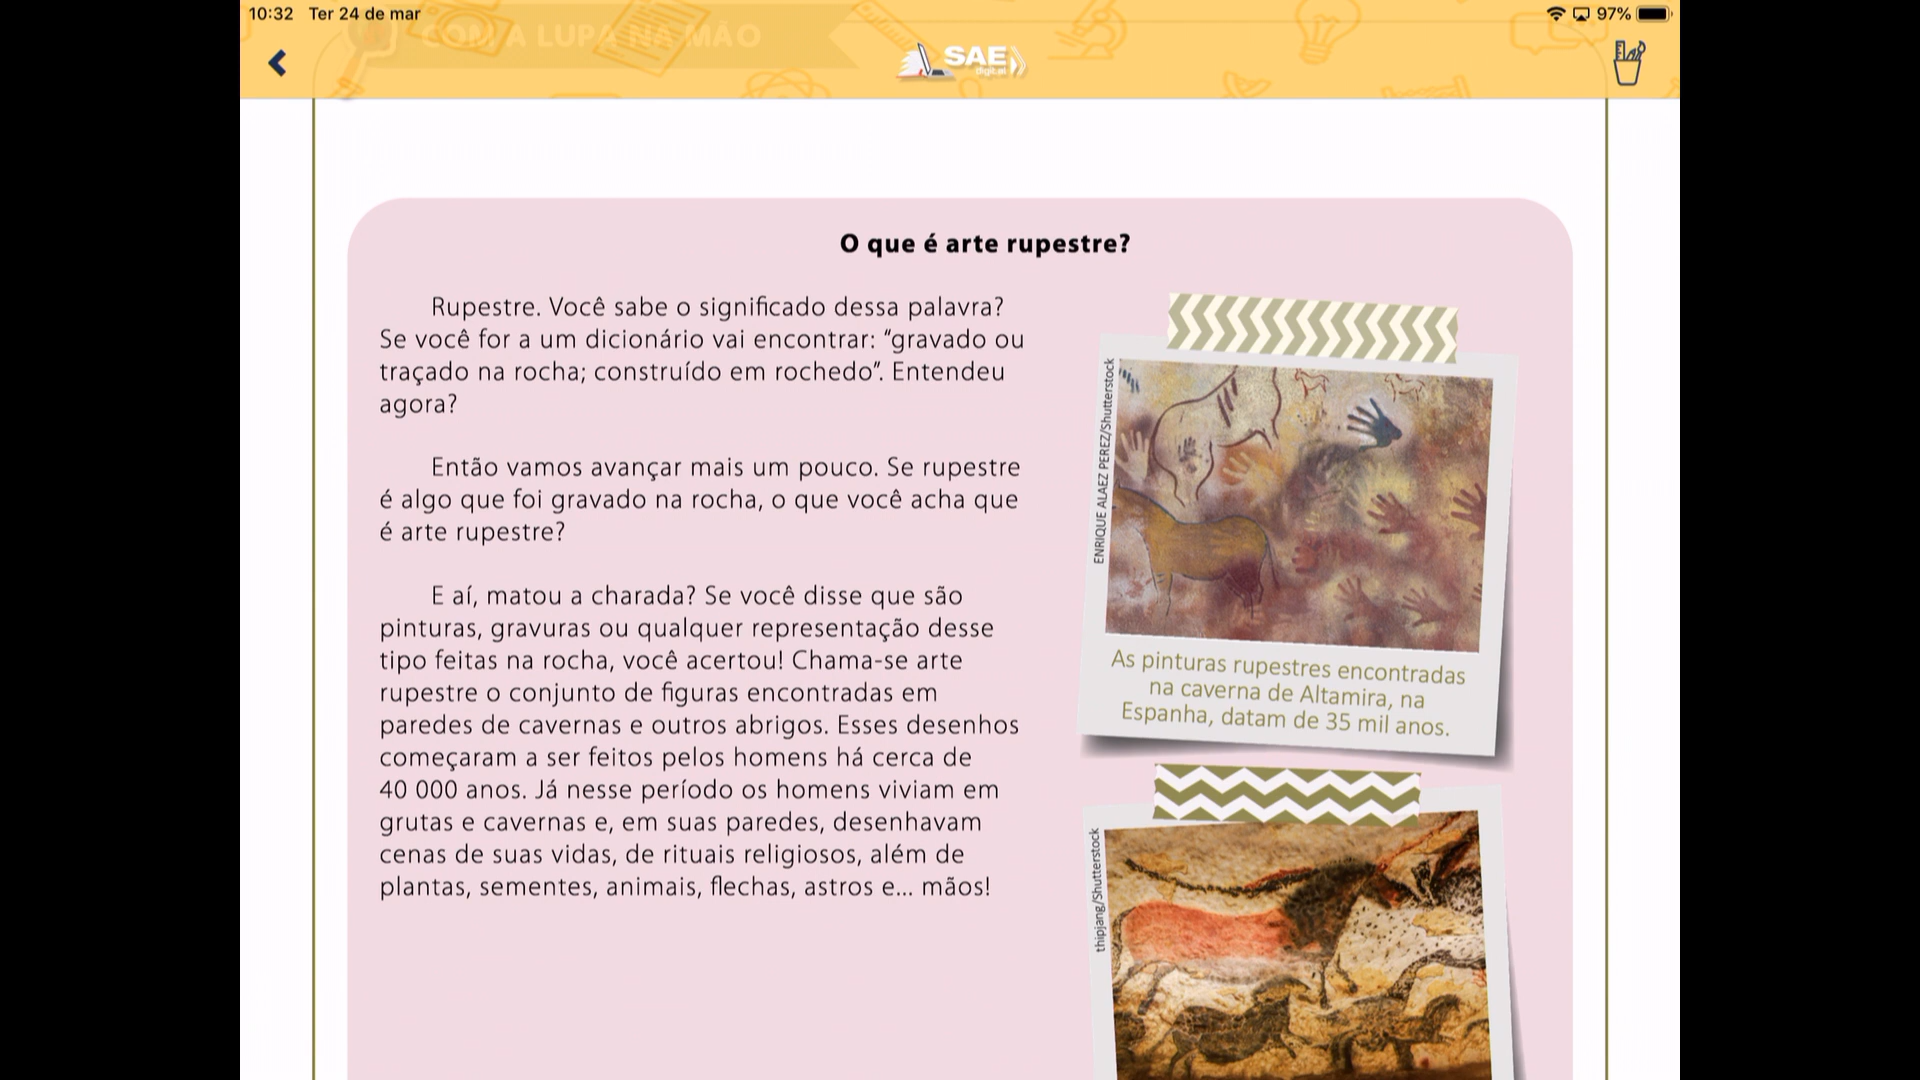 10:32 Ter 24 de mar
97%
COM A LUPA NA MÃO
SAE
digital
O que é arte rupestre?
Rupestre. Você sabe o significado dessa palavra?
Se você for a um dicionário vai encontrar: “gravado ou
traçado na rocha; construído em rochedo”. Entendeu
agora?
Então vamos avançar mais um pouco. Se rupestre
é algo que foi gravado na rocha, o que você acha que
é arte rupestre?
E aí, matou a charada? Se você disse que são
pinturas, gravuras ou qualquer representação desse
tipo feitas na rocha, você acertou! Chama-se arte
rupestre o conjunto de figuras encontradas em
paredes de cavernas e outros abrigos. Esses desenhos
começaram a ser feitos pelos homens há cerca de
40 000 anos. Já nesse período os homens viviam em
grutas e cavernas e, em suas paredes, desenhavam
cenas de suas vidas, de rituais religiosos, além de
plantas, sementes, animais, flechas, astros e... mãos!
ENRIQUE ALAEZ PEREZ/Shutterstock
As pinturas rupestres encontradas
na caverna de Altamira, na
Espanha, datam de 35 mil anos.
thipjang/Shutterstock